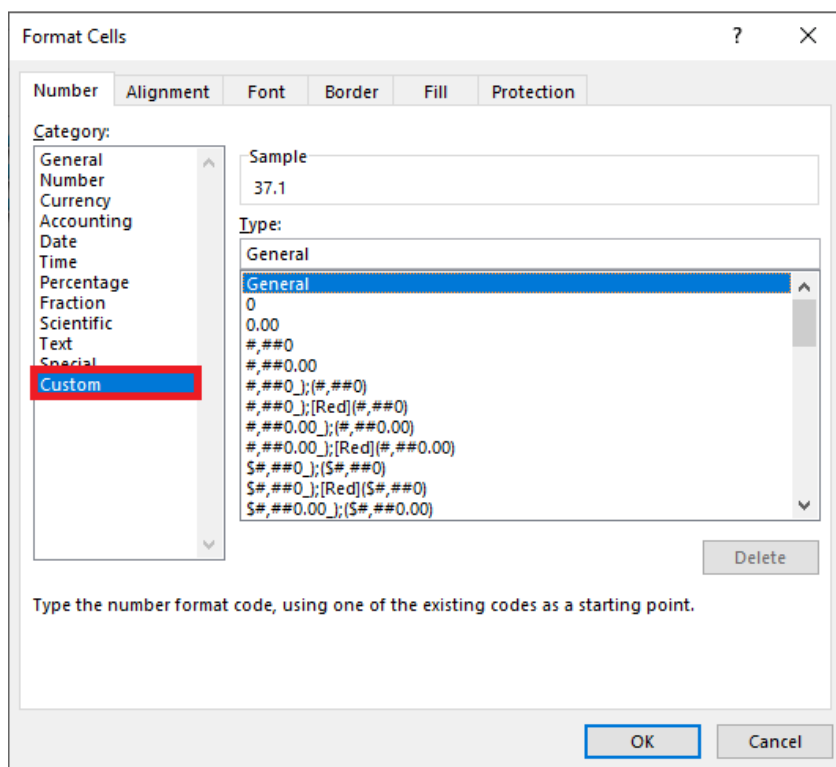 Format Cells ?
Number Alignment Font Border Fill Protection
Category:
General
Number
Currency
Accounting
Date
Time
Percentage
Fraction
Scientific
Text
Special
Custom
Sample
37.1
Type:
General
General
0
0.00
#,##0
#,##0.00
#,##0_);(#,##0)
#,##0_);[Red](#,##0)
#,##0.00_);(#,##0.00)
#,##0.00_);[Red](#,##0.00)
$#,##0_);($#,##0)
$#,##0_);[Red]($#,##0)
$#,##0.00_);($#,##0.00)
Delete
Type the number format code, using one of the existing codes as a starting point.
OK Cancel